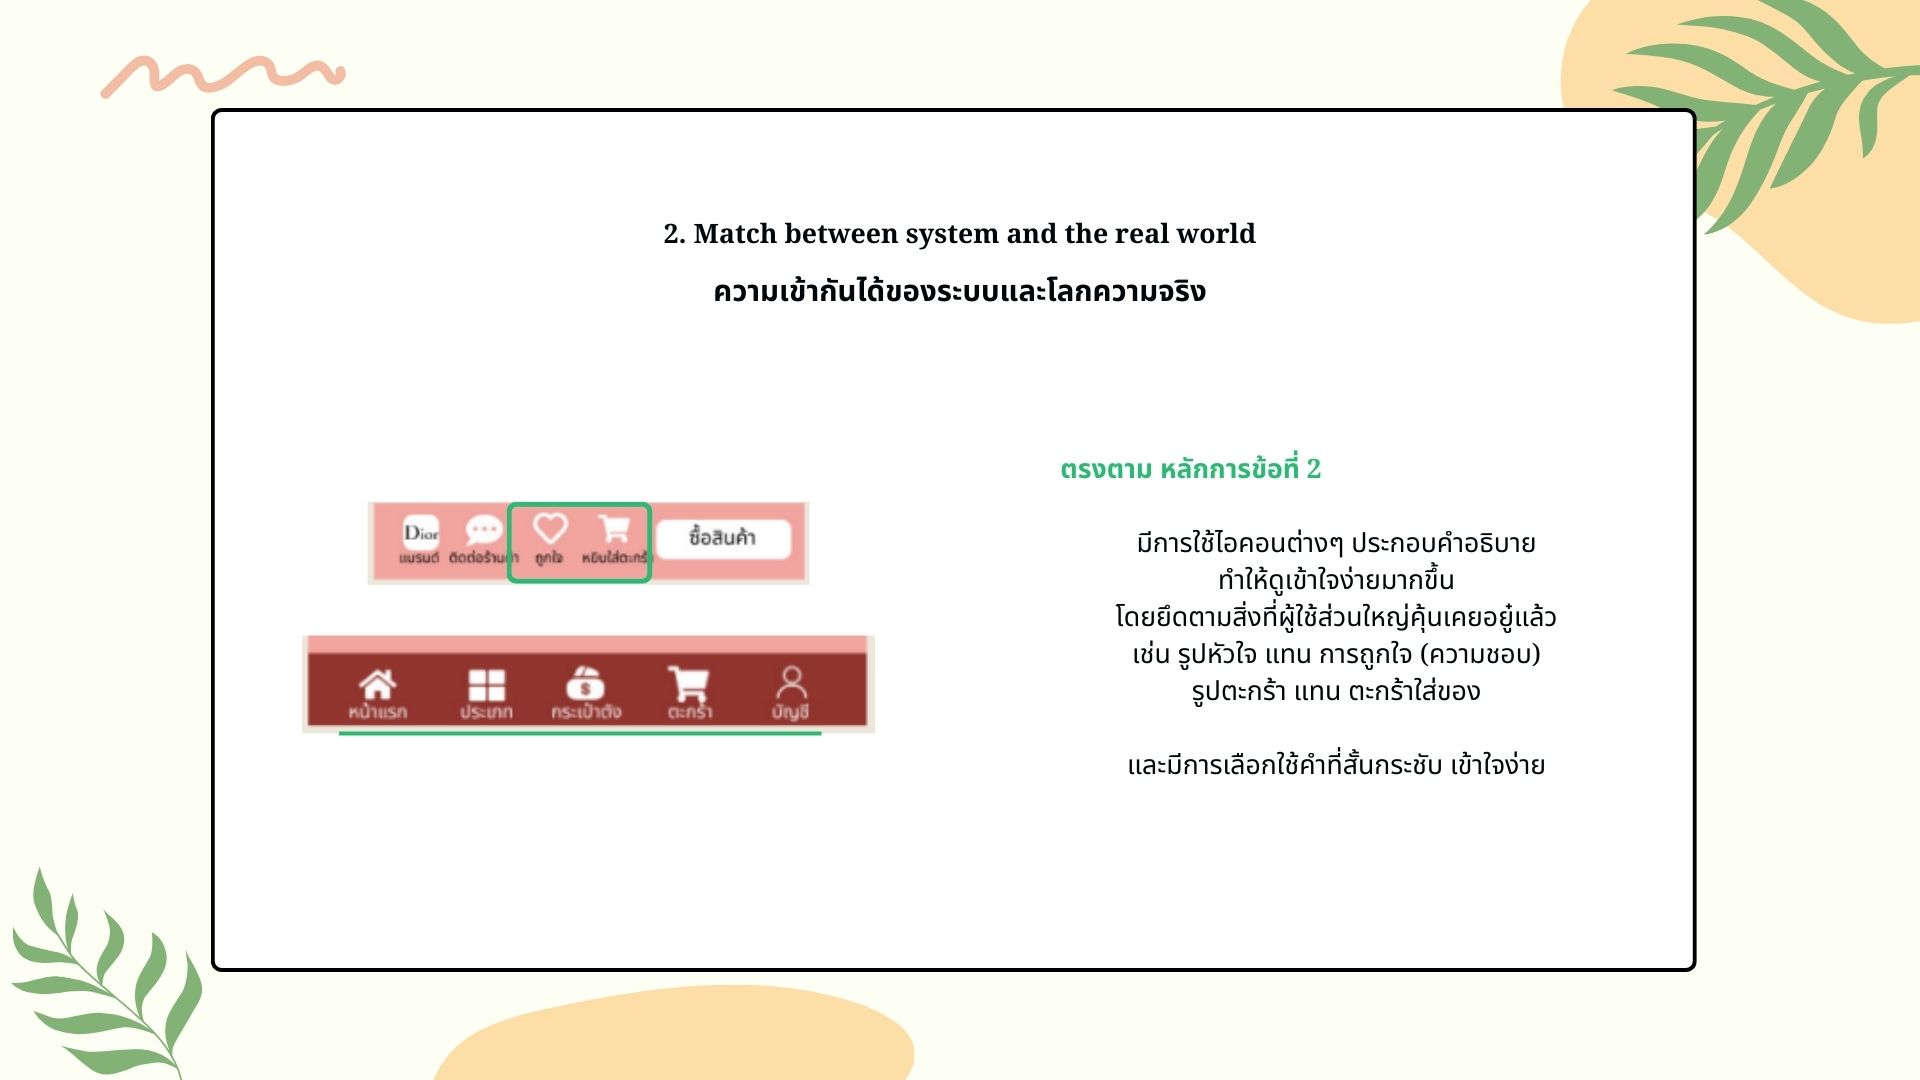 2. Match between system and the real world
ความเข้ากันได้ของระบบและโลกความจริง
ตรงตาม หลักการข้อที่ 2
มีการใช้ไอคอนต่างๆ ประกอบคำอธิบาย
ทำให้ดูเข้าใจง่ายมากขึ้น
โดยยึดตามสิ่งที่ผู้ใช้ส่วนใหญ่คุ้นเคยอยู่แล้ว
เช่น รูปหัวใจ แทน การถูกใจ (ความชอบ)
รูปตะกร้า แทน ตะกร้าใส่ของ
และมีการเลือกใช้คำที่สั้นกระชับ เข้าใจง่าย
Dior
แบรนด์ ติดต่อร้านค้า ถูกใจ หยิบใส่ตะกร้า
ซื้อสินค้า
$
หน้าแรก ประเภท กระเป๋าตัง ตะกร้า บัญชี